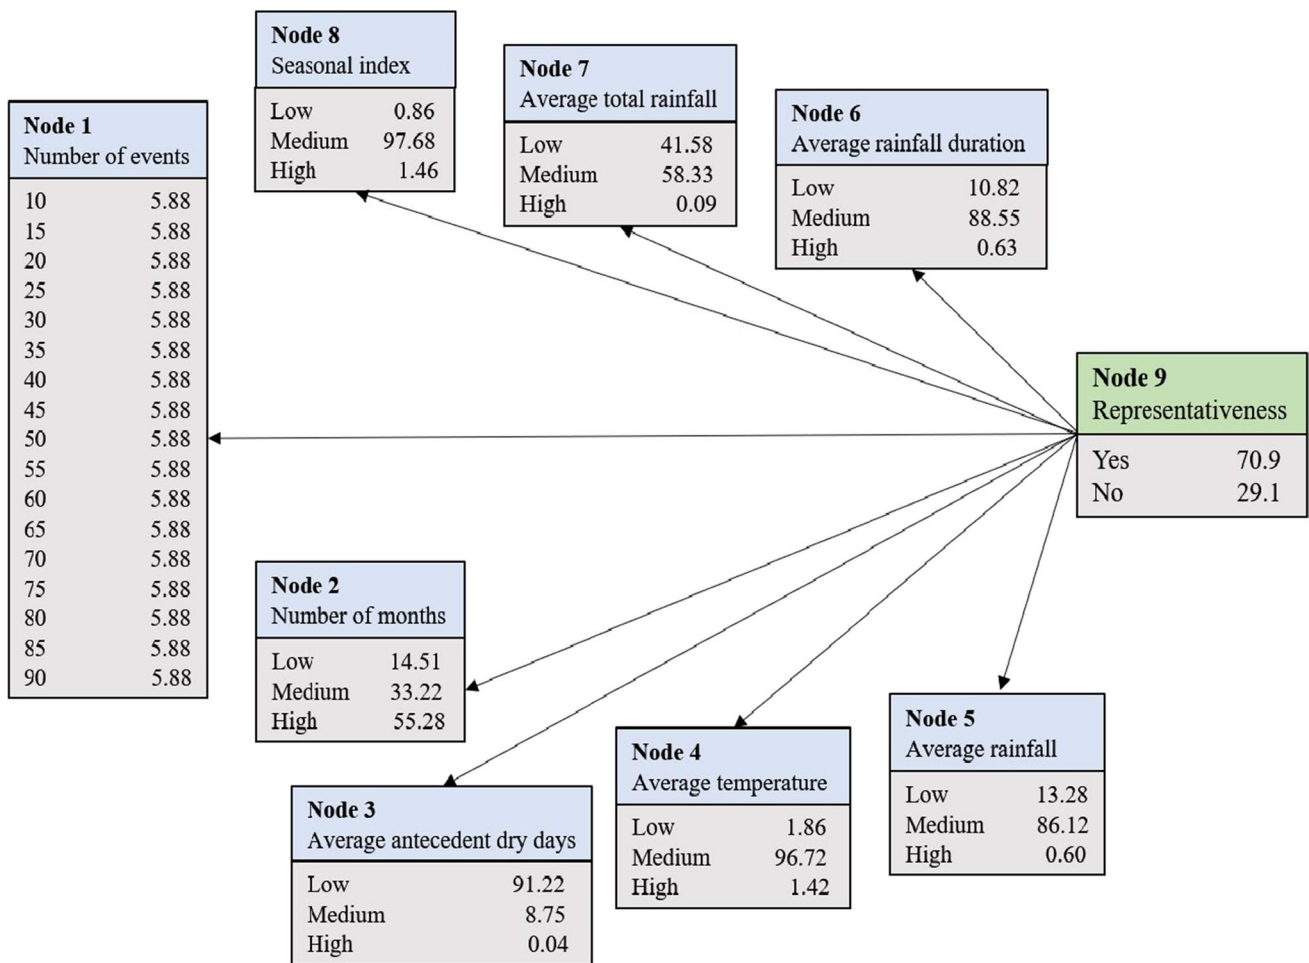 Node 8
Seasonal index
Low 0.86
Medium 97.68
High 1.46
Node 7
Average total rainfall
Low 41.58
Medium 58.33
High 0.09
Node 6
Average rainfall duration
Low 10.82
Medium 88.55
High 0.63
Node 1
Number of events
10 5.88
15 5.88
20 5.88
25 5.88
30 5.88
35 5.88
40 5.88
45 5.88
50 5.88
55 5.88
60 5.88
65 5.88
70 5.88
75 5.88
80 5.88
85 5.88
90 5.88
Node 9
Representativeness
Yes 70.9
No 29.1
Node 2
Number of months
Low 14.51
Medium 33.22
High 55.28
Node 3
Average antecedent dry days
Low 91.22
Medium 8.75
High 0.04
Node 4
Average temperature
Low 1.86
Medium 96.72
High 1.42
Node 5
Average rainfall
Low 13.28
Medium 86.12
High 0.60